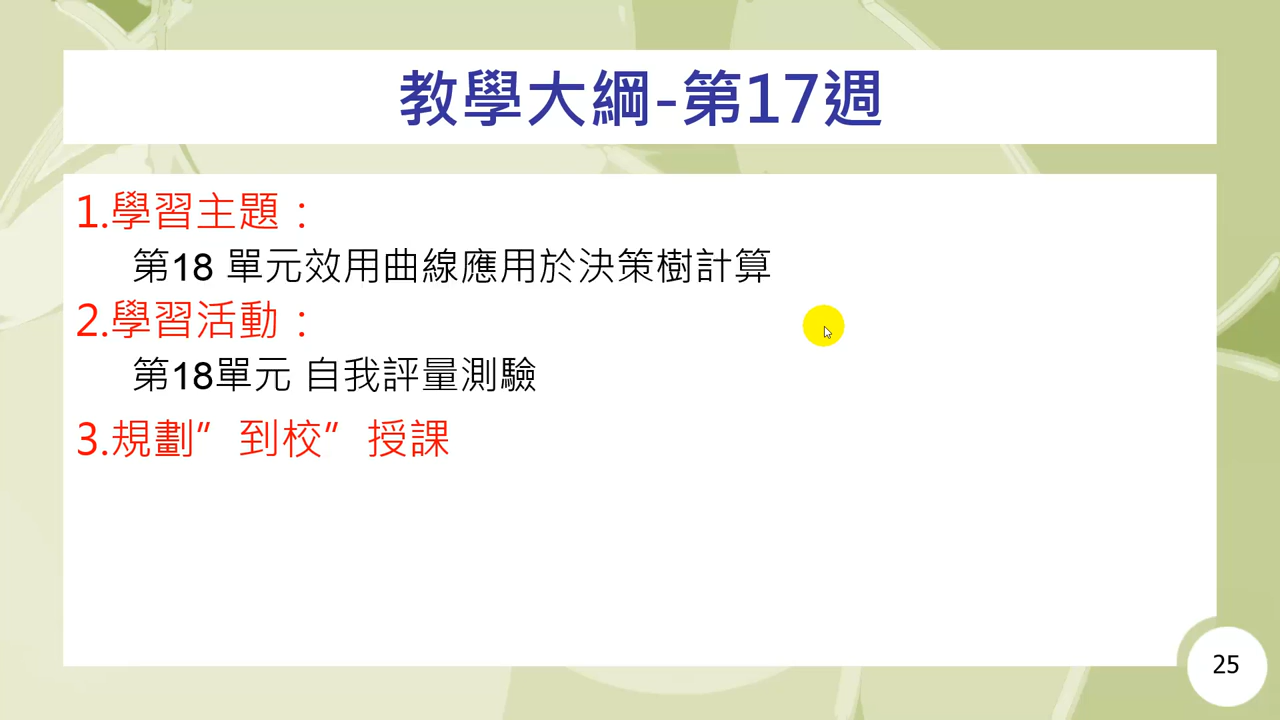 教學大綱-第17週
1.學習主題：
第18 單元效用曲線應用於決策樹計算
2.學習活動：
第18單元 自我評量測驗
3.規劃”到校”授課
25